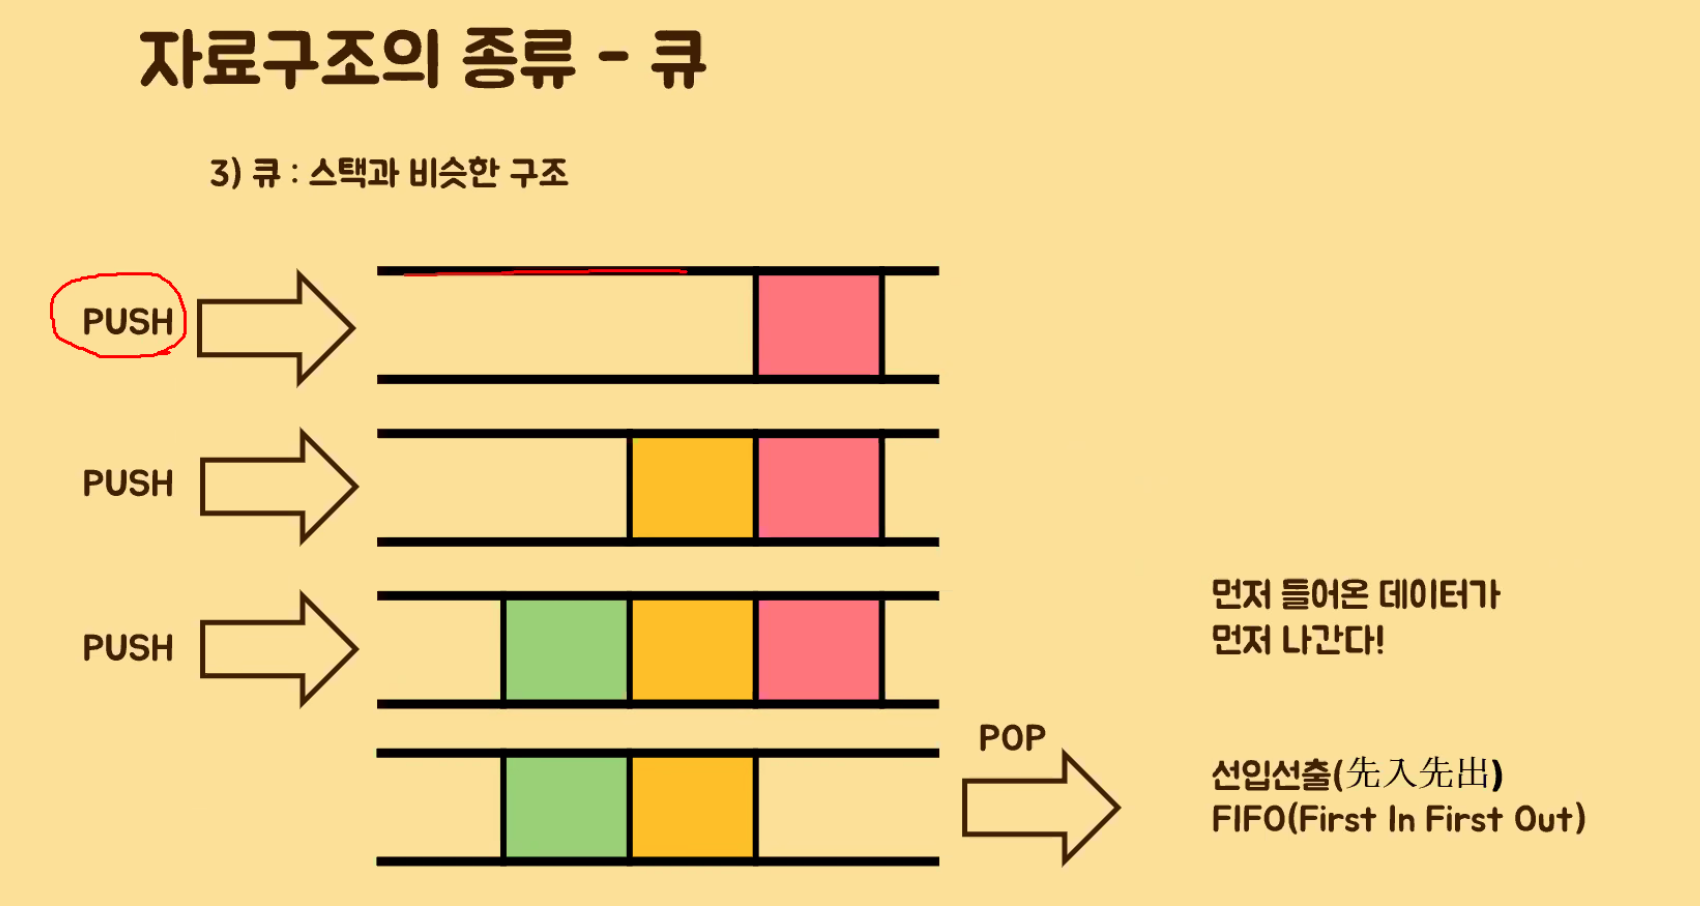 자료구조의 종류 - 큐
3) 큐 : 스택과 비슷한 구조
PUSH
PUSH
PUSH
먼저 들어온 데이터가
먼저 나간다!
POP
선입선출(先入先出)
FIFO(First In First Out)